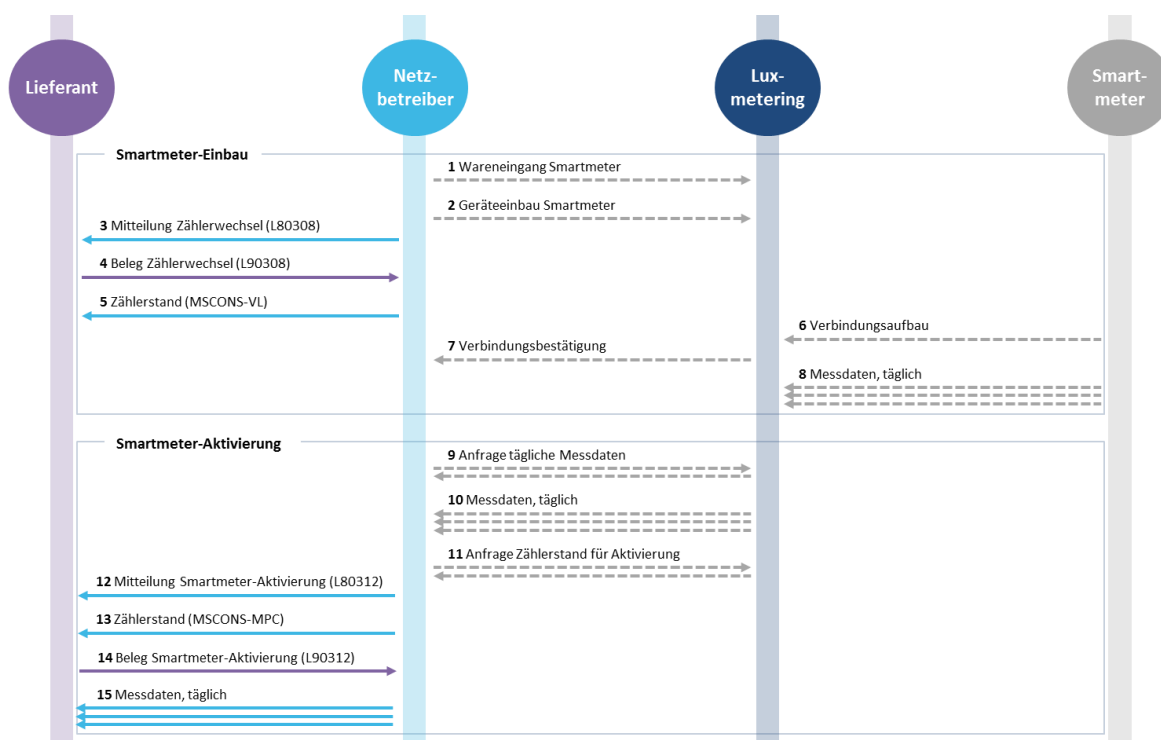 Lieferant
Netz-
betreiber
Lux-
metering
Smart-
meter
Smartmeter-Einbau
1 Wareneingang Smartmeter
2 Geräteeinbau Smartmeter
3 Mitteilung Zählerwechsel (L80308)
4 Beleg Zählerwechsel (L90308)
5 Zählerstand (MSCONS-VL)
6 Verbindungsaufbau
7 Verbindungsbestätigung
8 Messdaten, täglich
Smartmeter-Aktivierung
9 Anfrage tägliche Messdaten
10 Messdaten, täglich
11 Anfrage Zählerstand für Aktivierung
12 Mitteilung Smartmeter-Aktivierung (L80312)
13 Zählerstand (MSCONS-MPC)
14 Beleg Smartmeter-Aktivierung (L90312)
15 Messdaten, täglich